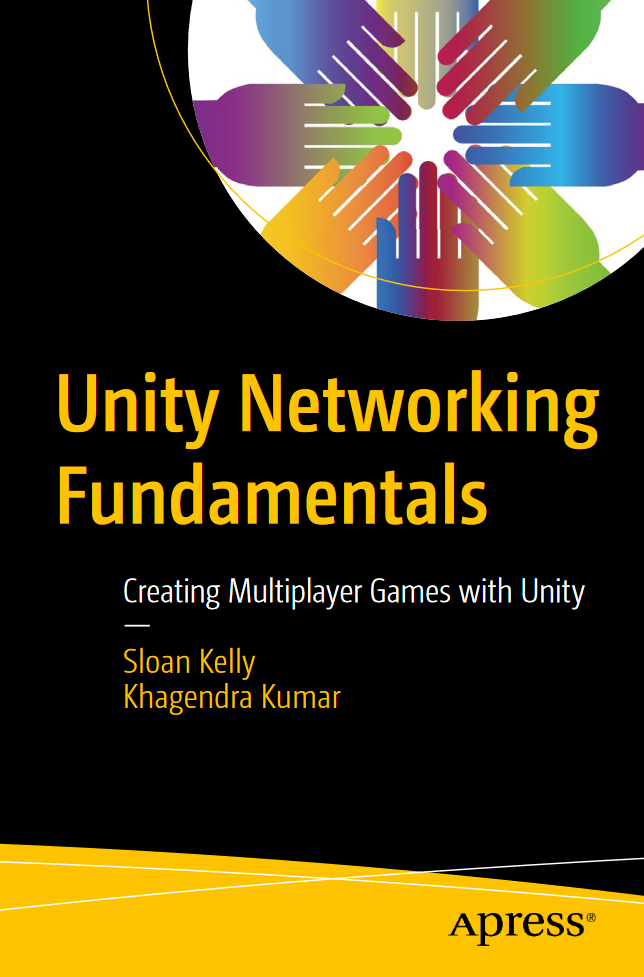 Unity Networking
Fundamentals
Creating Multiplayer Games with Unity
Sloan Kelly
Khagendra Kumar
Apress®